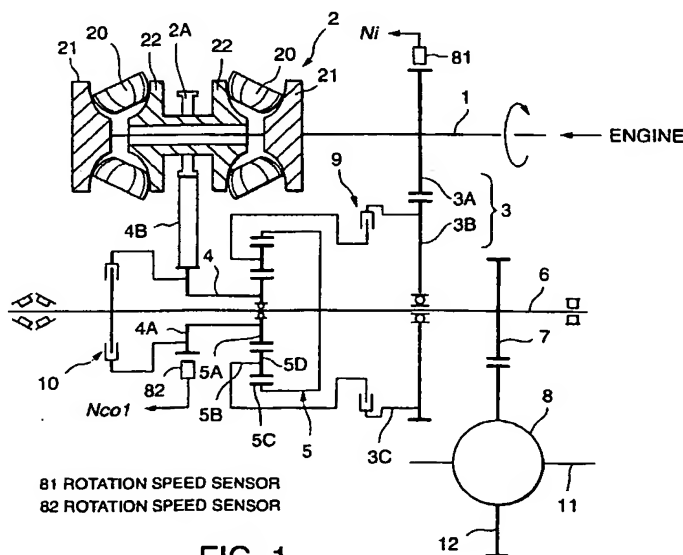 2A
Ni
20
22
22
20
2
21
21
81
1
ENGINE
9
3A
3
3B
4B
4
6
4A
7
10
5A
5D
82
5B
8
Nco1
5C
5
3C
11
81 ROTATION SPEED SENSOR
82 ROTATION SPEED SENSOR
12
FIG. 1